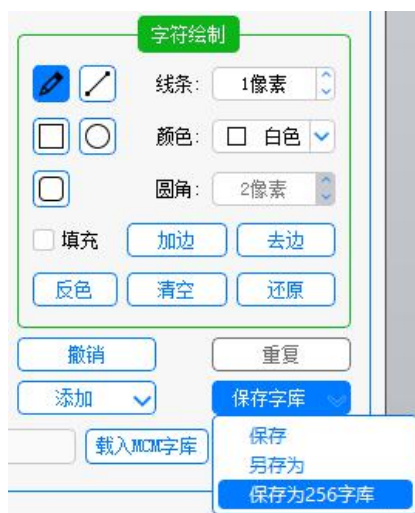 字符绘制
线条: 1像素
颜色: 白色
圆角: 2像素
填充 加边 去边
反色 清空 还原
撤销 重复
添加 保存字库
载入MCM字库
保存
另存为
保存为256字库